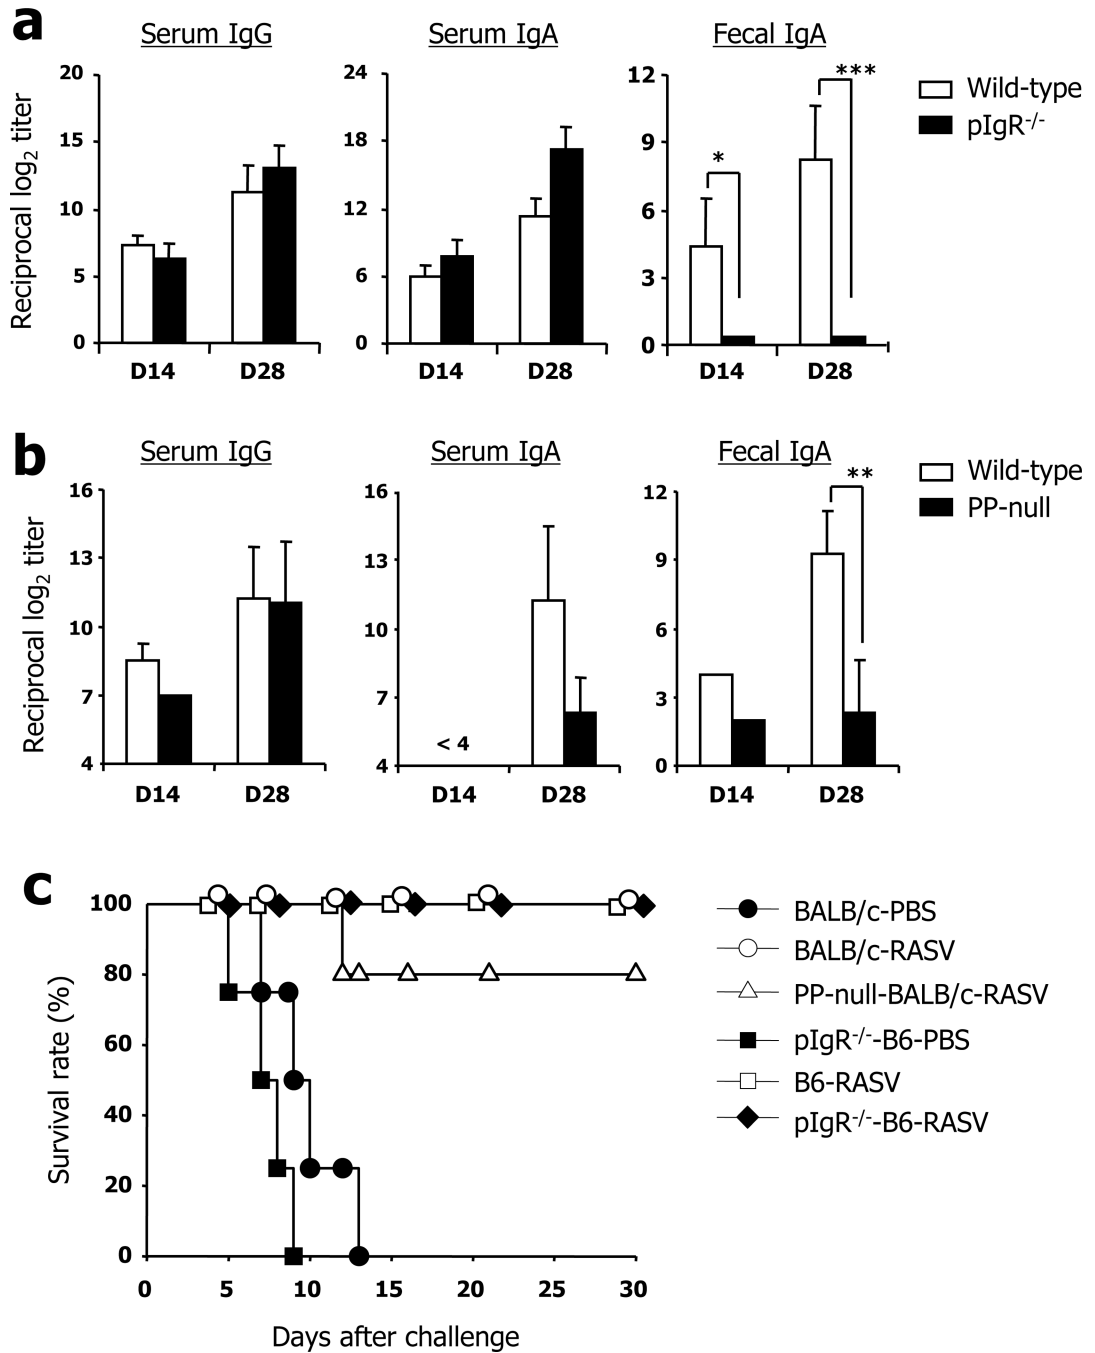 a
Serum IgG
Serum IgA
Fecal IgA
Reciprocal log2 titer
20
15
10
5
0
D14
D28
24
18
12
6
0
D14
D28
12
9
6
3
0
*
***
D14
D28
Wild-type
pIgR-/-
b
Serum IgG
Serum IgA
Fecal IgA
Reciprocal log2 titer
16
13
10
7
4
D14
D28
16
13
10
7
4
< 4
D14
D28
12
9
6
3
0
**
D14
D28
Wild-type
PP-null
c
Survival rate (%)
100
80
60
40
20
0
0 5 10 15 20 25 30
Days after challenge
BALB/c-PBS
BALB/c-RASV
PP-null-BALB/c-RASV
pIgR-/--B6-PBS
B6-RASV
pIgR-/--B6-RASV